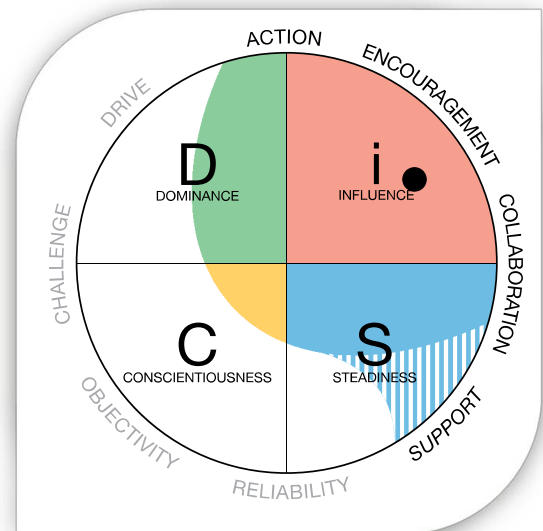 ACTION
ENCOURAGEMENT
DRIVE
D
DOMINANCE
i
INFLUENCE
CHALLENGE
COLLABORATION
C
CONSCIENTIOUSNESS
S
STEADINESS
OBJECTIVITY
SUPPORT
RELIABILITY